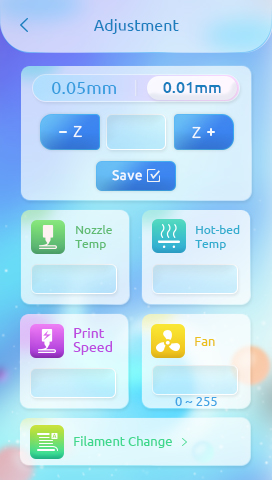 Adjustment
0.05mm 0.01mm
− Z Z +
Save
Nozzle
Temp
Hot-bed
Temp
Print
Speed
Fan
0 ~ 255
Filament Change